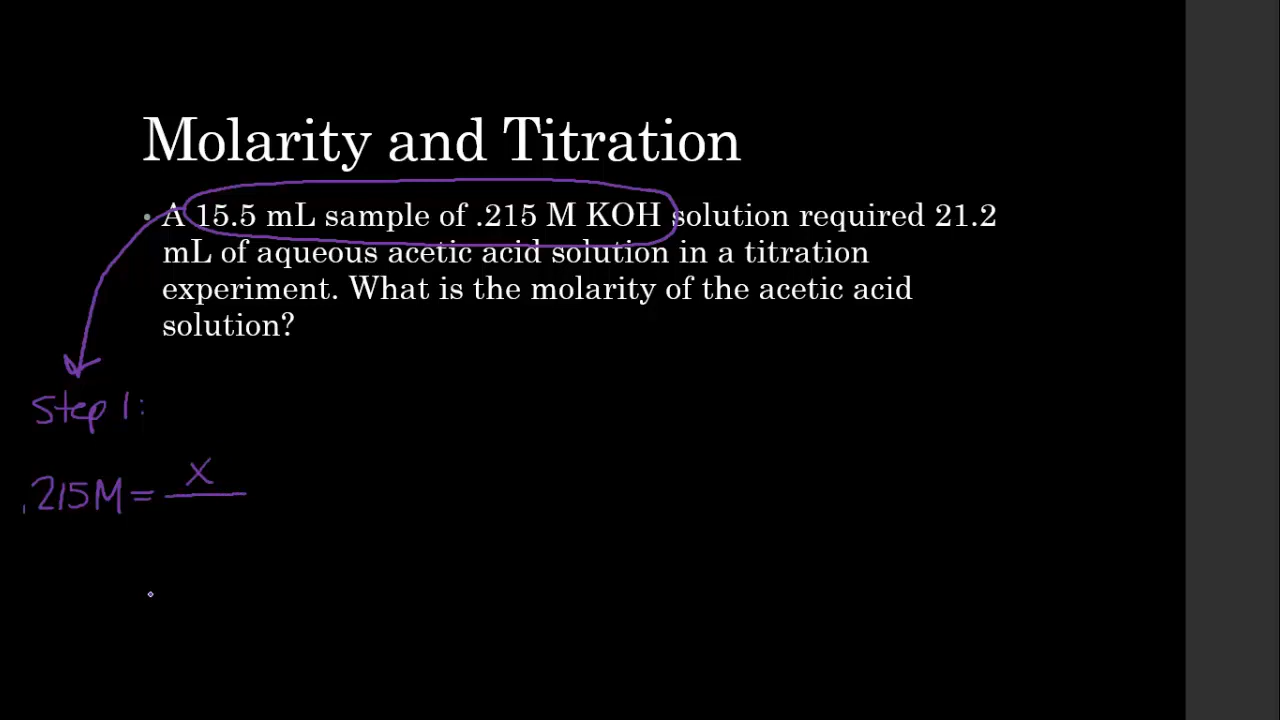 Molarity and Titration
• A 15.5 mL sample of .215 M KOH solution required 21.2
mL of aqueous acetic acid solution in a titration
experiment. What is the molarity of the acetic acid
solution?
Step 1:
x
.215M =